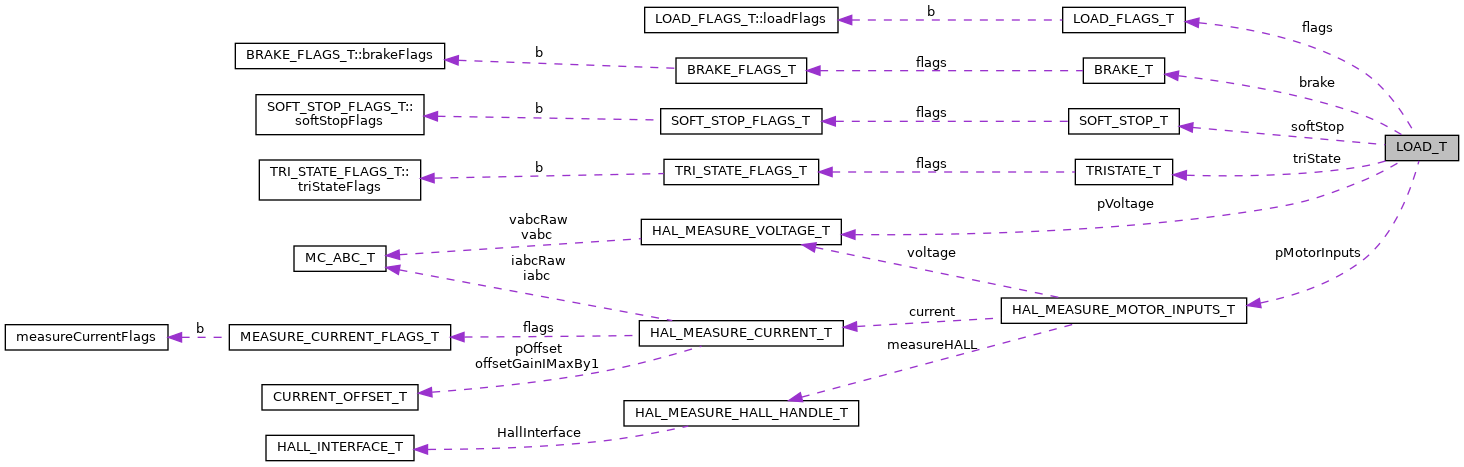 LOAD_FLAGS_T::loadFlags
b
LOAD_FLAGS_T
flags
BRAKE_FLAGS_T::brakeFlags
b
BRAKE_FLAGS_T
flags
BRAKE_T
brake
SOFT_STOP_FLAGS_T::
softStopFlags
b
SOFT_STOP_FLAGS_T
flags
SOFT_STOP_T
softStop
LOAD_T
TRI_STATE_FLAGS_T::
triStateFlags
b
TRI_STATE_FLAGS_T
flags
TRISTATE_T
triState
pVoltage
vabcRaw
vabc
HAL_MEASURE_VOLTAGE_T
MC_ABC_T
iabcRaw
iabc
voltage
pMotorInputs
HAL_MEASURE_MOTOR_INPUTS_T
current
measureCurrentFlags
b
MEASURE_CURRENT_FLAGS_T
flags
HAL_MEASURE_CURRENT_T
measureHALL
pOffset
offsetGainIMaxBy1
CURRENT_OFFSET_T
HAL_MEASURE_HALL_HANDLE_T
HallInterface
HALL_INTERFACE_T